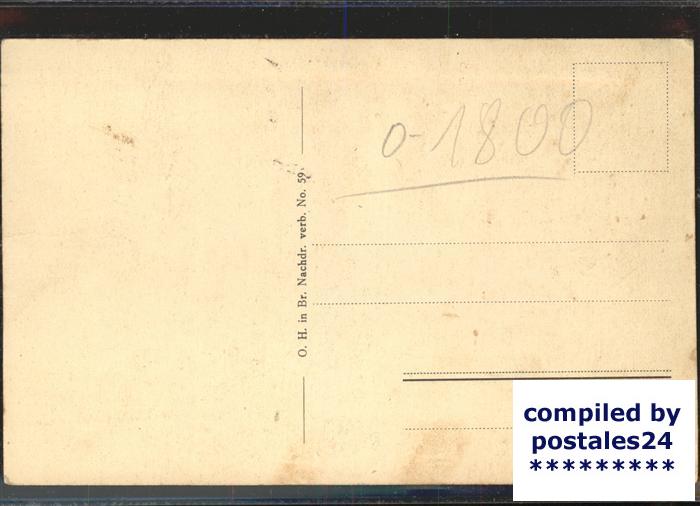 O. H. in Br. Nachdr. verb. No. 59
0-1800
compiled by
postales24
*********